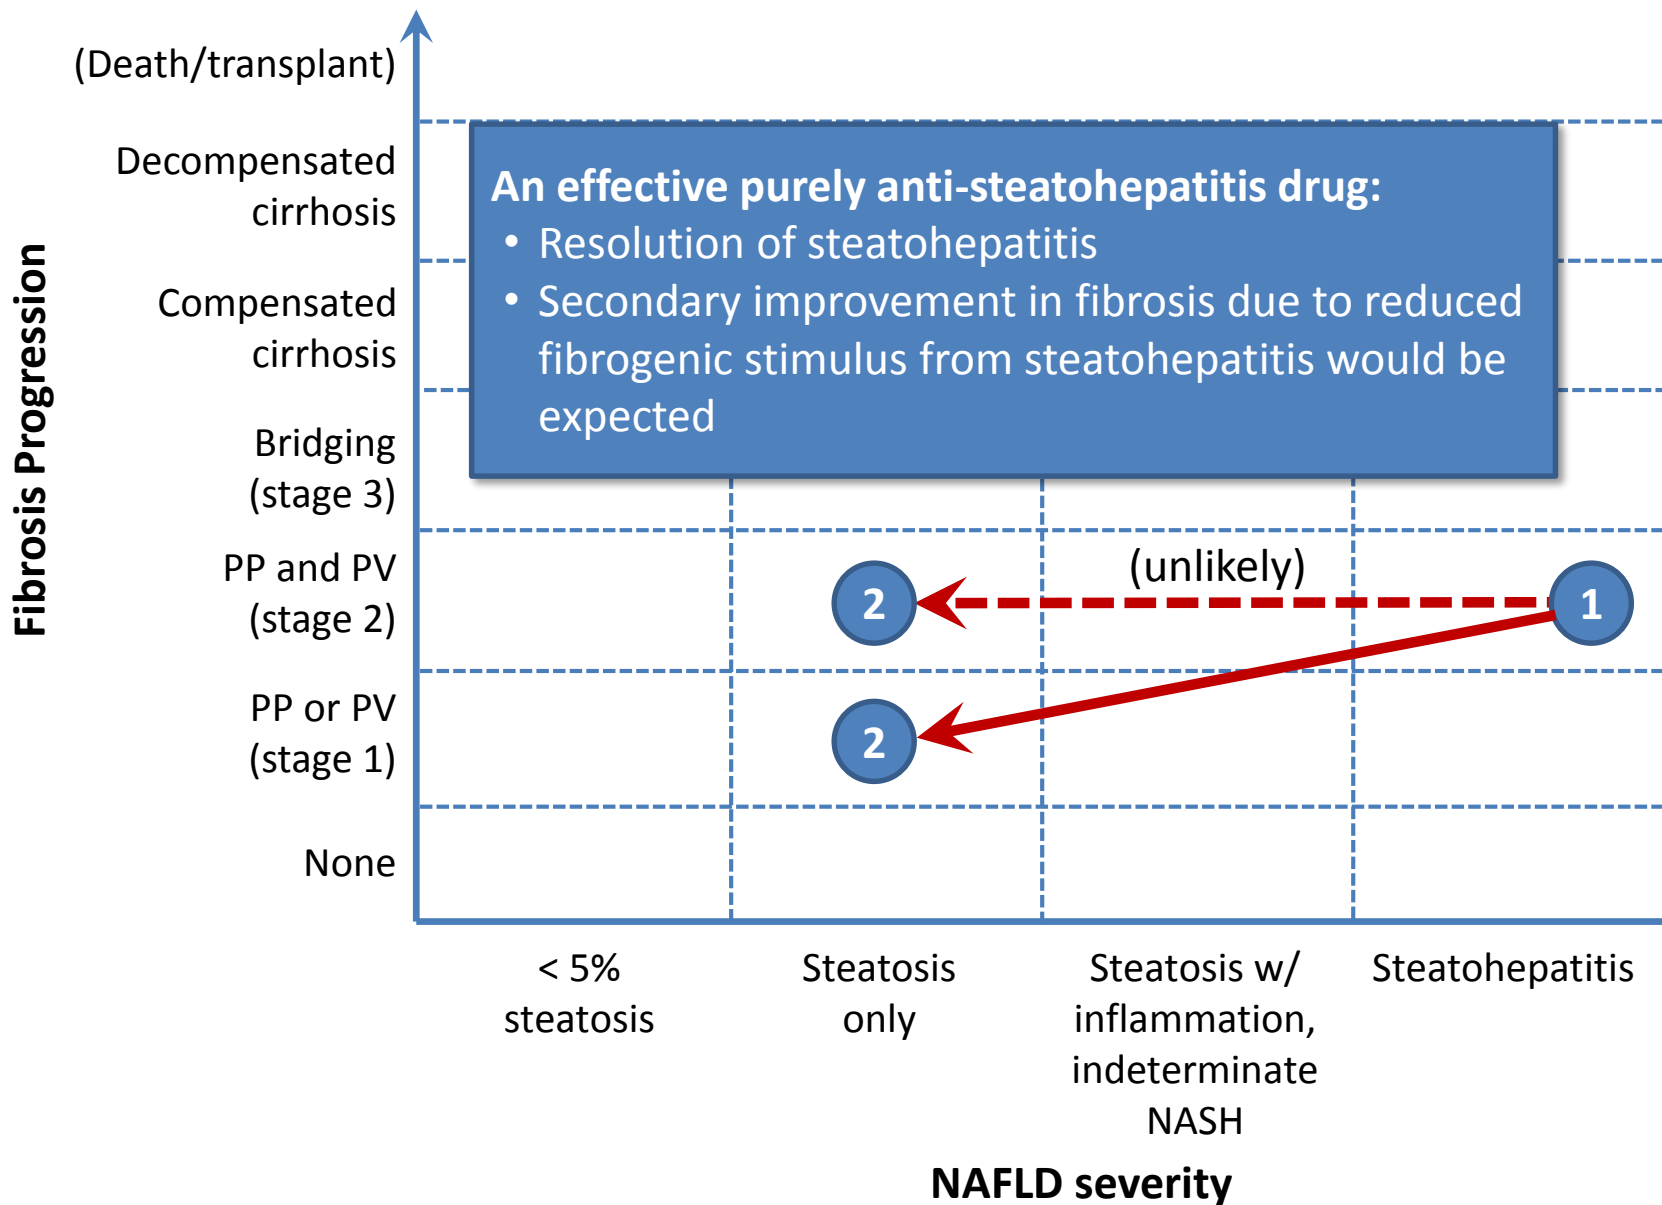 Fibrosis Progression
(Death/transplant)
Decompensated
cirrhosis
Compensated
cirrhosis
Bridging
(stage 3)
PP and PV
(stage 2)
PP or PV
(stage 1)
None
An effective purely anti-steatohepatitis drug:
• Resolution of steatohepatitis
• Secondary improvement in fibrosis due to reduced
fibrogenic stimulus from steatohepatitis would be
expected
(unlikely)
2
1
2
< 5%
steatosis
Steatosis
only
Steatosis w/
inflammation,
indeterminate
NASH
Steatohepatitis
NAFLD severity